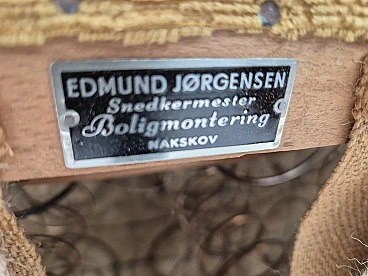 EDMUND JØRGENSEN
Snedkermester
Boligmontering
NAKSKOV